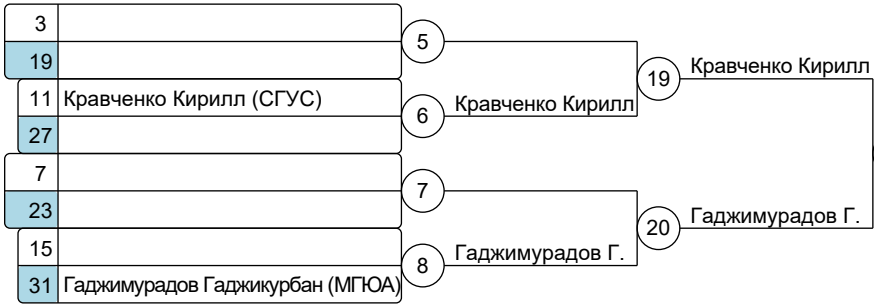 3
5
19
Кравченко Кирилл
19
11 Кравченко Кирилл (СГУС)
6 Кравченко Кирилл
27
7
7
23
20 Гаджимурадов Г.
15
8 Гаджимурадов Г.
31 Гаджимурадов Гаджикурбан (МГЮА)